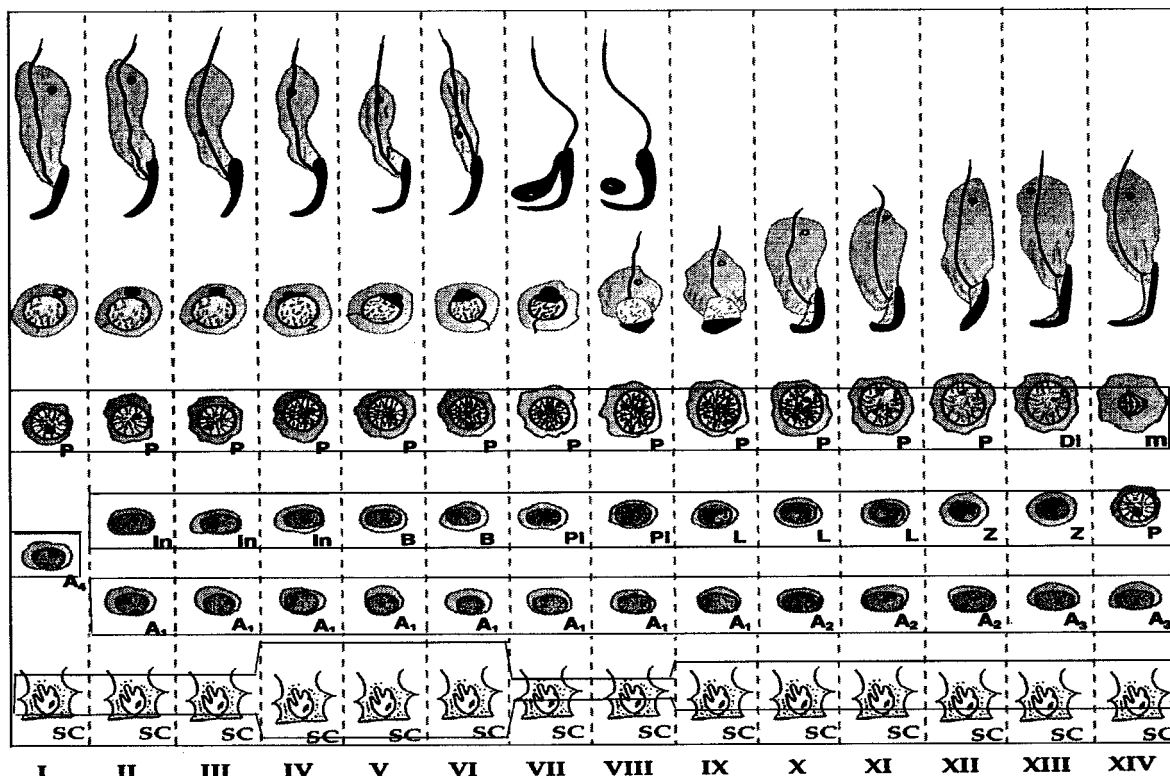 P P P P P P P P P P P P Di m
In In In B B Pl Pl L L L Z Z P
A₄
A₁ A₁ A₁ A₁ A₁ A₁ A₁ A₁ A₂ A₂ A₂ A₃ A₃
SC SC SC SC SC SC SC SC SC SC SC SC SC SC
I II III IV V VI VII VIII IX X XI XII XIII XIV